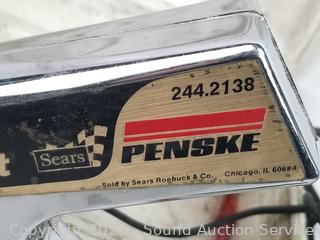 244.2138
Sears
PENSKE
Sold by Sears Roebuck & Co. Chicago, IL 60684